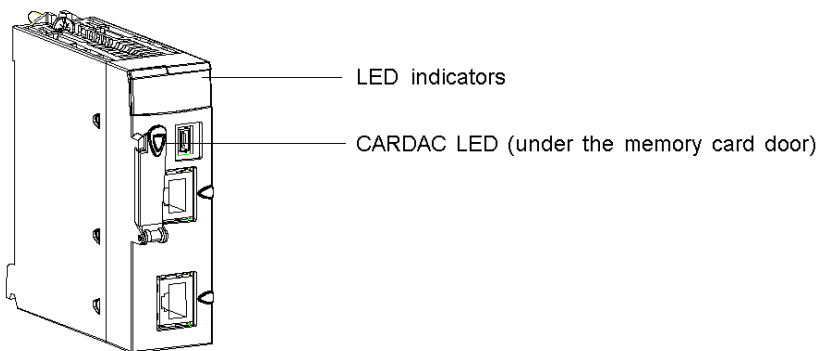 LED indicators
CARDAC LED (under the memory card door)